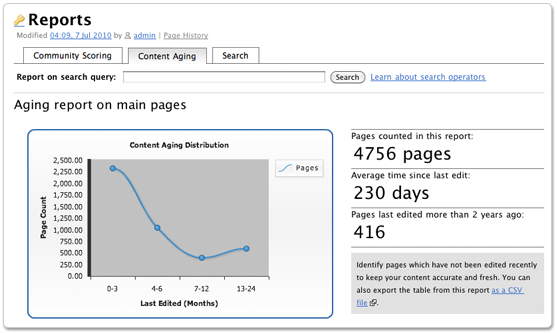 Reports
Modified 04:09, 7 Jul 2010 by admin | Page History
Community Scoring Content Aging Search
Report on search query: Search Learn about search operators
Aging report on main pages
Content Aging Distribution
Pages
2,500.00
2,250.00
2,000.00
1,750.00
1,500.00
1,250.00
1,000.00
750.00
500.00
250.00
0.00
Page Count
0-3 4-6 7-12 13-24
Last Edited (Months)
Pages counted in this report:
4756 pages
Average time since last edit:
230 days
Pages last edited more than 2 years ago:
416
Identify pages which have not been edited recently
to keep your content accurate and fresh. You can
also export the table from this report as a CSV
file.